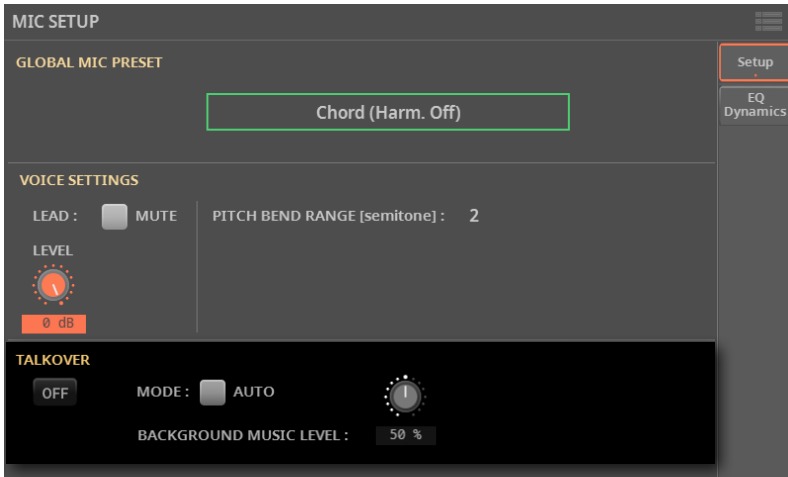 MIC SETUP
GLOBAL MIC PRESET
Setup
Chord (Harm. Off)
EQ
Dynamics
VOICE SETTINGS
LEAD : MUTE PITCH BEND RANGE [semitone] : 2
LEVEL
0 dB
TALKOVER
OFF MODE : AUTO
BACKGROUND MUSIC LEVEL : 50 %